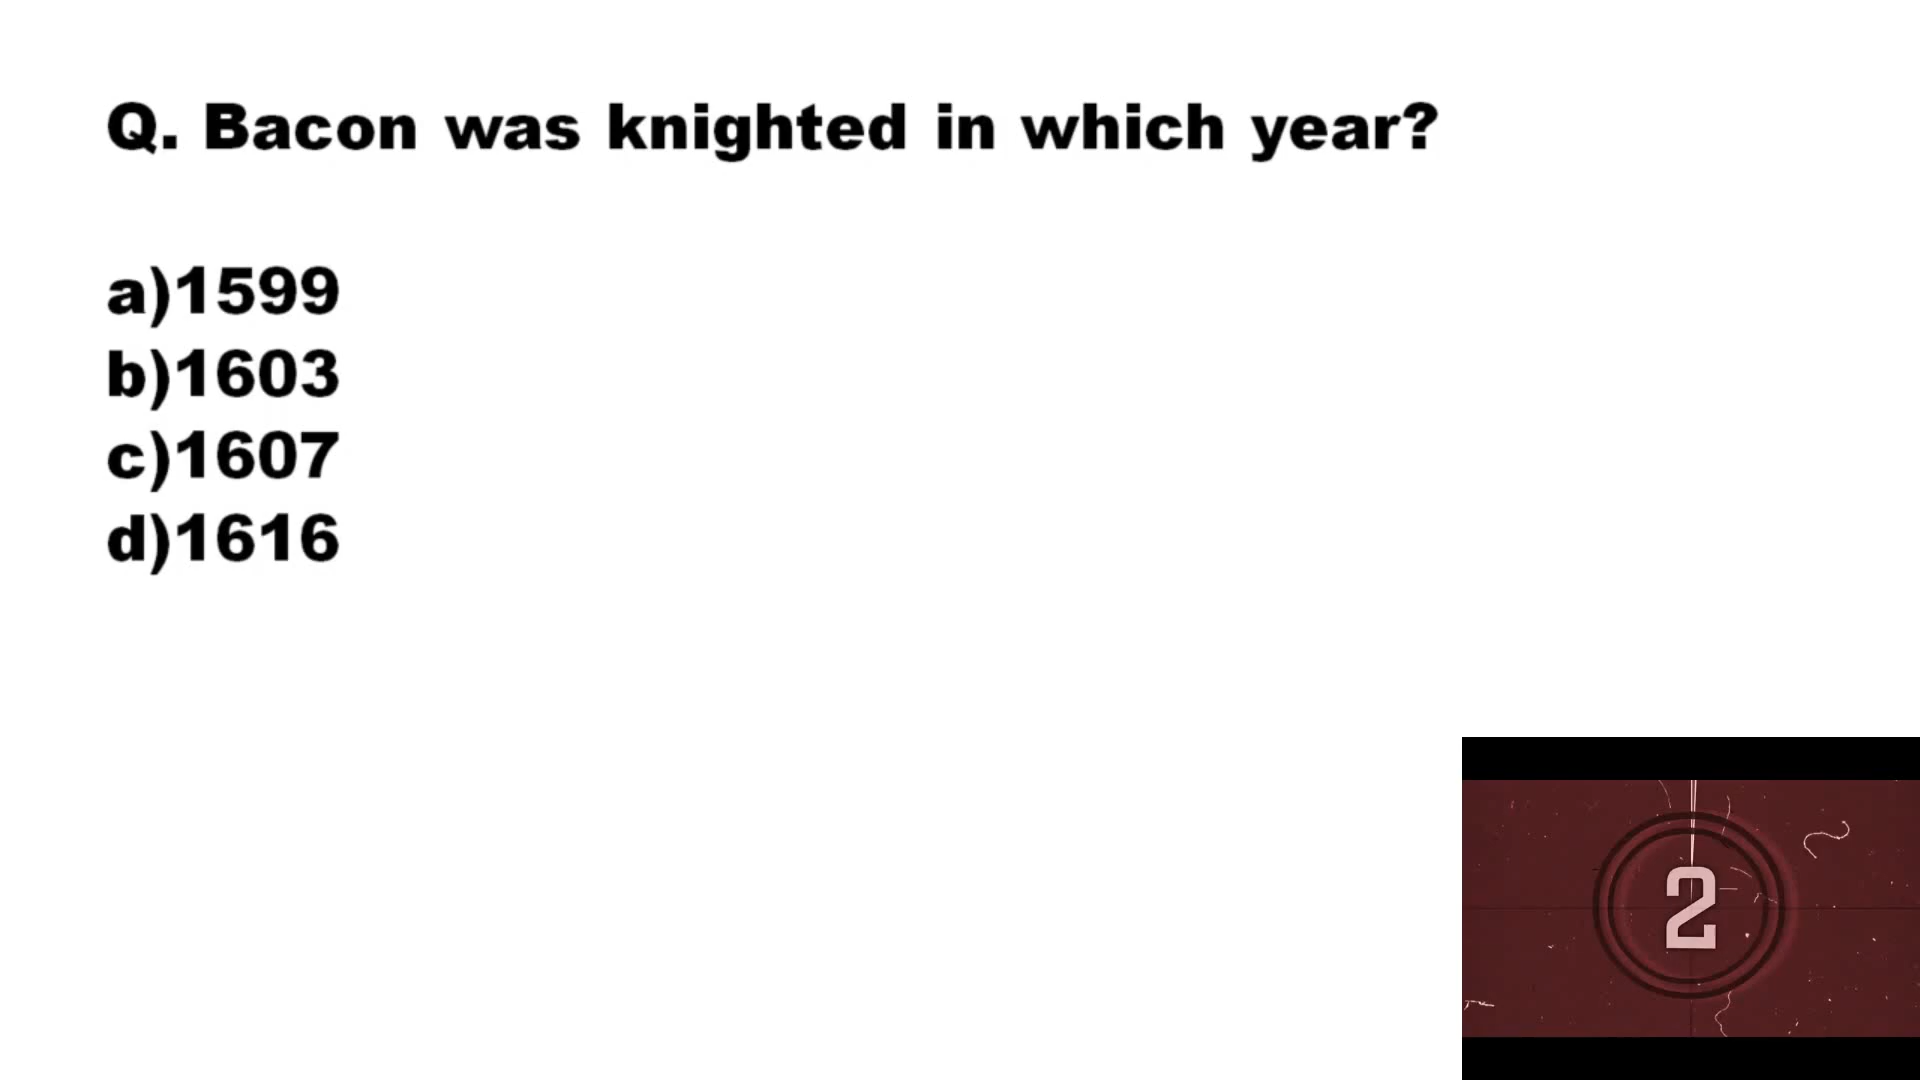 Q. Bacon was knighted in which year?
a)1599
b)1603
c)1607
d)1616
2